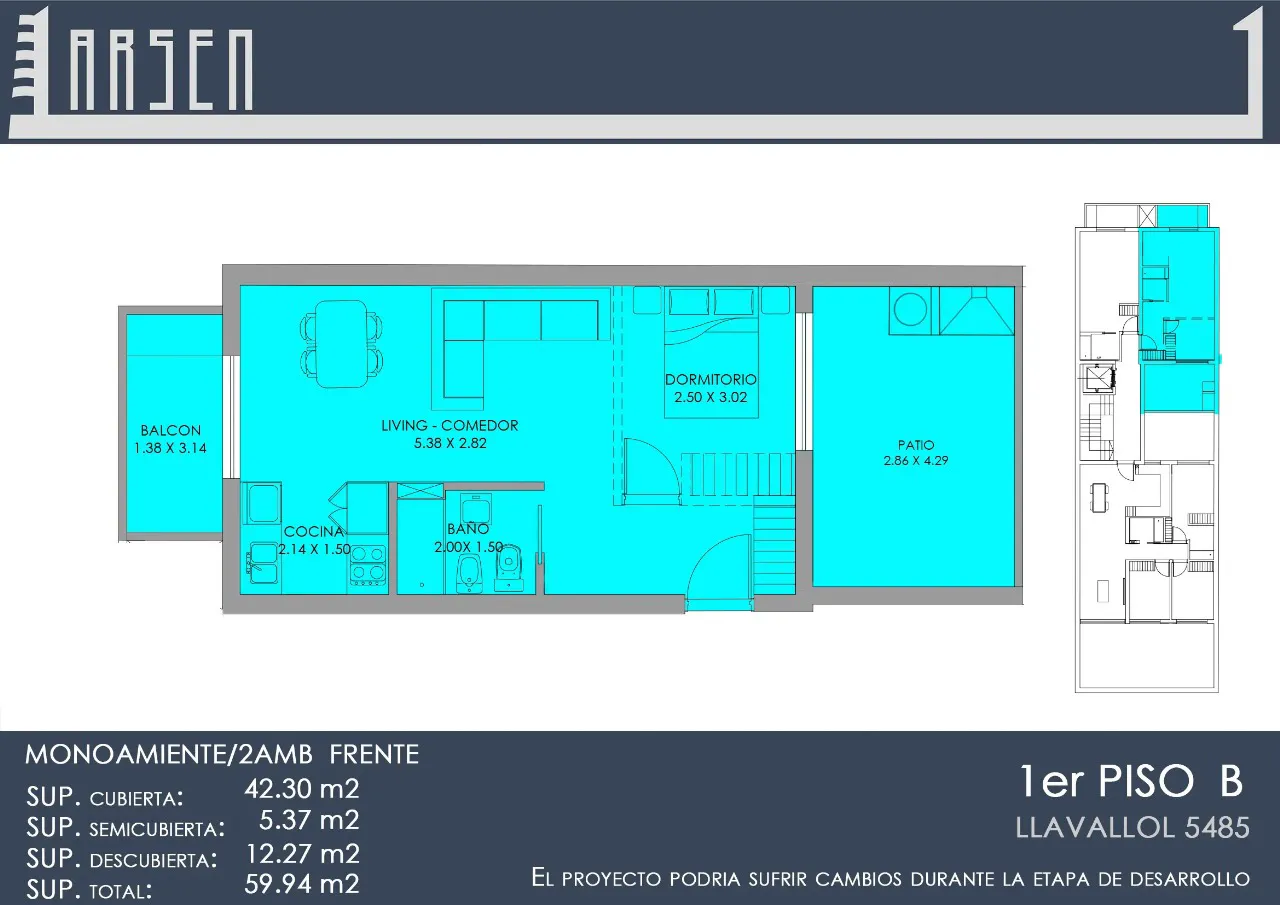 LARSEN
1
BALCON
1.38 X 3.14
LIVING - COMEDOR
5.38 X 2.82
DORMITORIO
2.50 X 3.02
PATIO
2.86 X 4.29
COCINA
2.14 X 1.50
BAÑO
2.00X 1.50
MONOAMIENTE/2AMB FRENTE
SUP. CUBIERTA: 42.30 m2
SUP. SEMICUBIERTA: 5.37 m2
SUP. DESCUBIERTA: 12.27 m2
SUP. TOTAL: 59.94 m2
1er PISO B
LLAVALLOL 5485
EL PROYECTO PODRIA SUFRIR CAMBIOS DURANTE LA ETAPA DE DESARROLLO